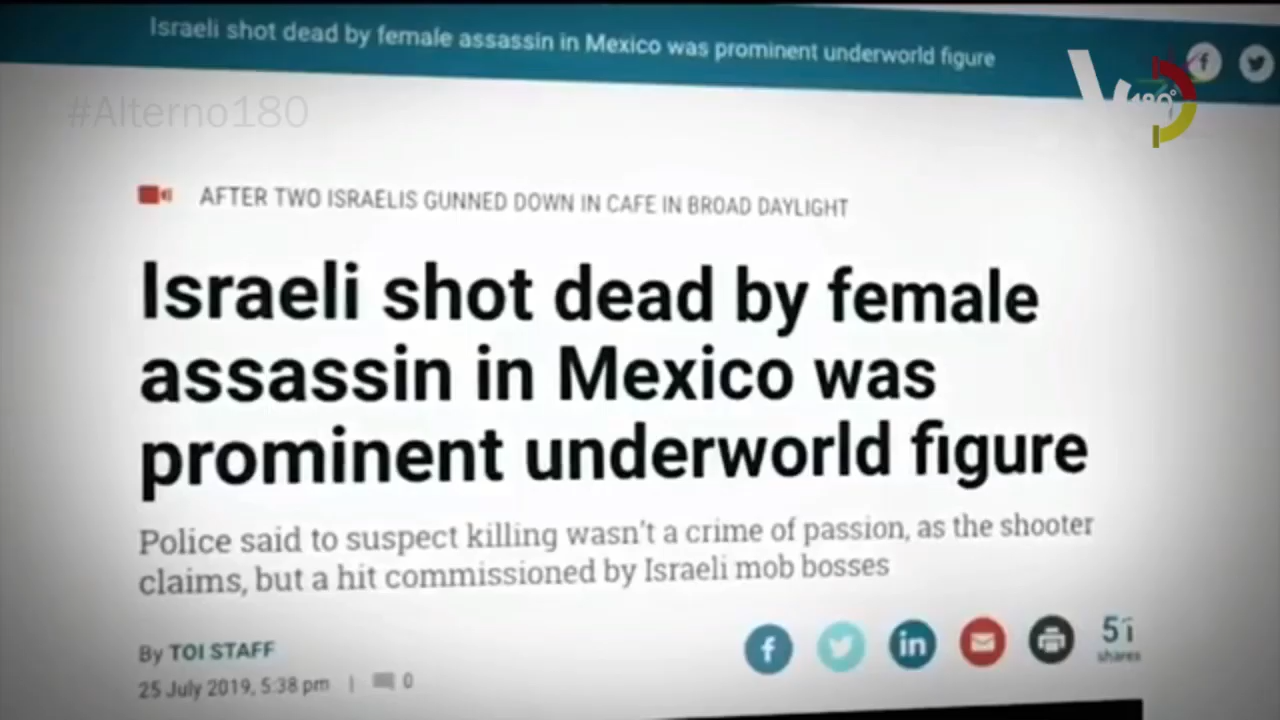 Israeli shot dead by female assassin in Mexico was prominent underworld figure
#Alterno180
180°
AFTER TWO ISRAELIS GUNNED DOWN IN CAFE IN BROAD DAYLIGHT
Israeli shot dead by female
assassin in Mexico was
prominent underworld figure
Police said to suspect killing wasn't a crime of passion, as the shooter
claims, but a hit commissioned by Israeli mob bosses
By TOI STAFF
25 July 2019, 5:38 pm | 0
51
shares